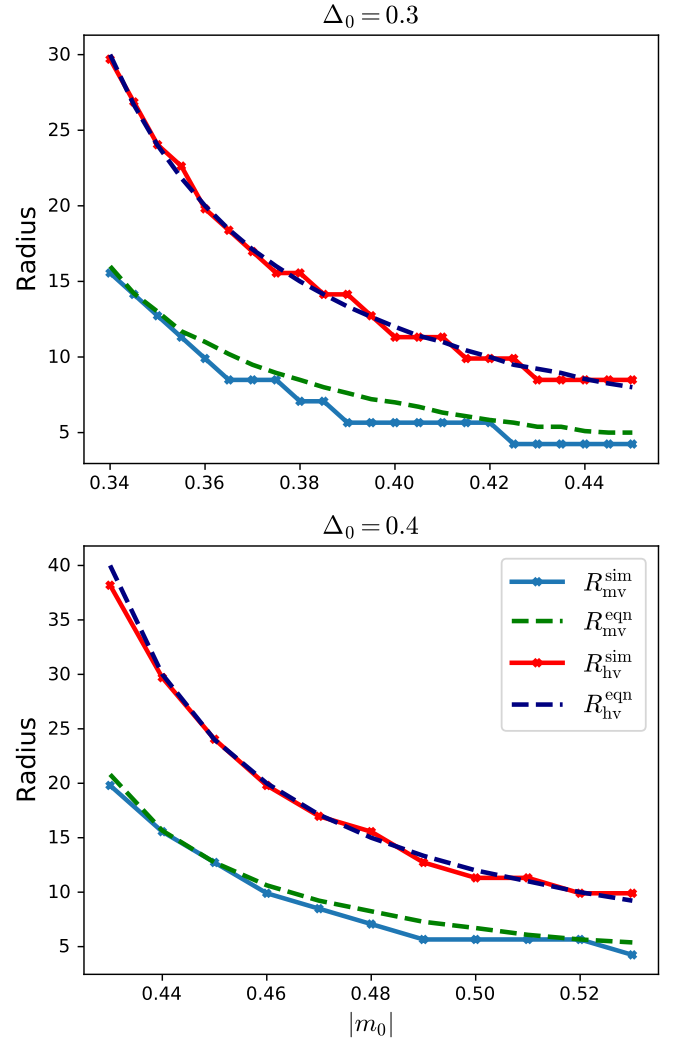 Δ₀ = 0.3
Radius
30
25
20
15
10
5
0.34 0.36 0.38 0.40 0.42 0.44
Δ₀ = 0.4
Radius
40
35
30
25
20
15
10
5
R_mv^sim
R_mv^eqn
R_hv^sim
R_hv^eqn
0.44 0.46 0.48 0.50 0.52
|m₀|